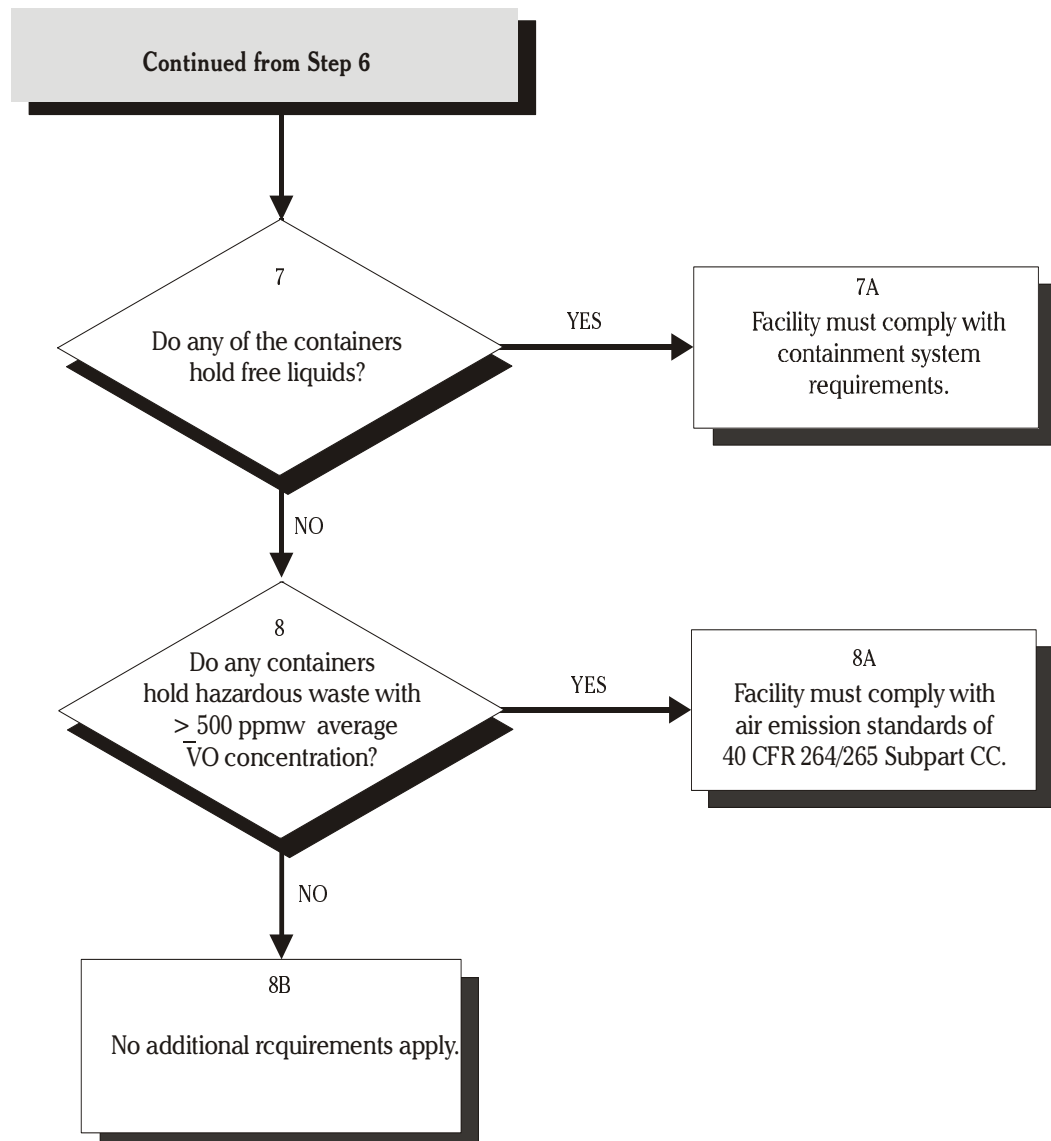 Continued from Step 6
7
Do any of the containers
hold free liquids?
YES
7A
Facility must comply with
containment system
requirements.
NO
8
Do any containers
hold hazardous waste with
≥ 500 ppmw average
VO concentration?
YES
8A
Facility must comply with
air emission standards of
40 CFR 264/265 Subpart CC.
NO
8B
No additional rcquirements apply.